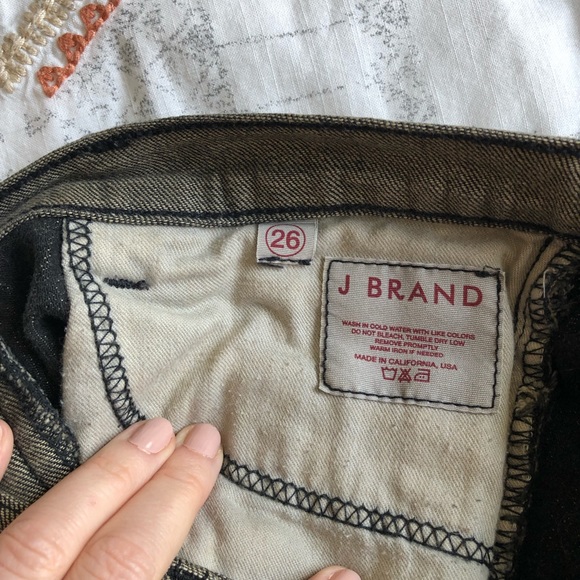 26
J BRAND
WASH IN COLD WATER WITH LIKE COLORS
DO NOT BLEACH, TUMBLE DRY LOW
REMOVE PROMPTLY
WARM IRON IF NEEDED
MADE IN CALIFORNIA, USA